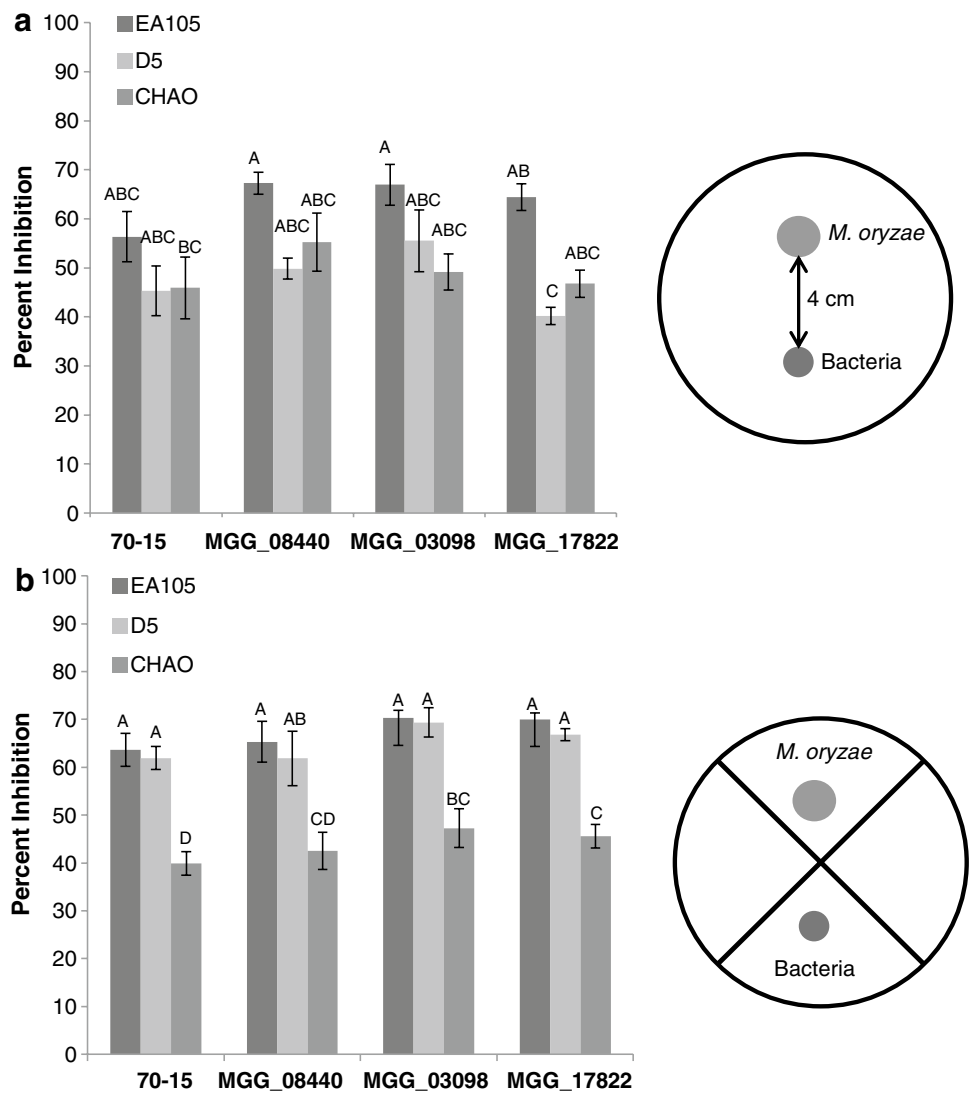 a
Percent Inhibition
100
90
80
70
60
50
40
30
20
10
0
EA105
D5
CHAO
ABC
ABC
BC
A
ABC
ABC
A
ABC
ABC
AB
C
ABC
70-15
MGG_08440
MGG_03098
MGG_17822
M. oryzae
4 cm
Bacteria
b
Percent Inhibition
100
90
80
70
60
50
40
30
20
10
0
EA105
D5
CHAO
A
A
D
A
AB
CD
A
A
BC
A
A
C
70-15
MGG_08440
MGG_03098
MGG_17822
M. oryzae
Bacteria